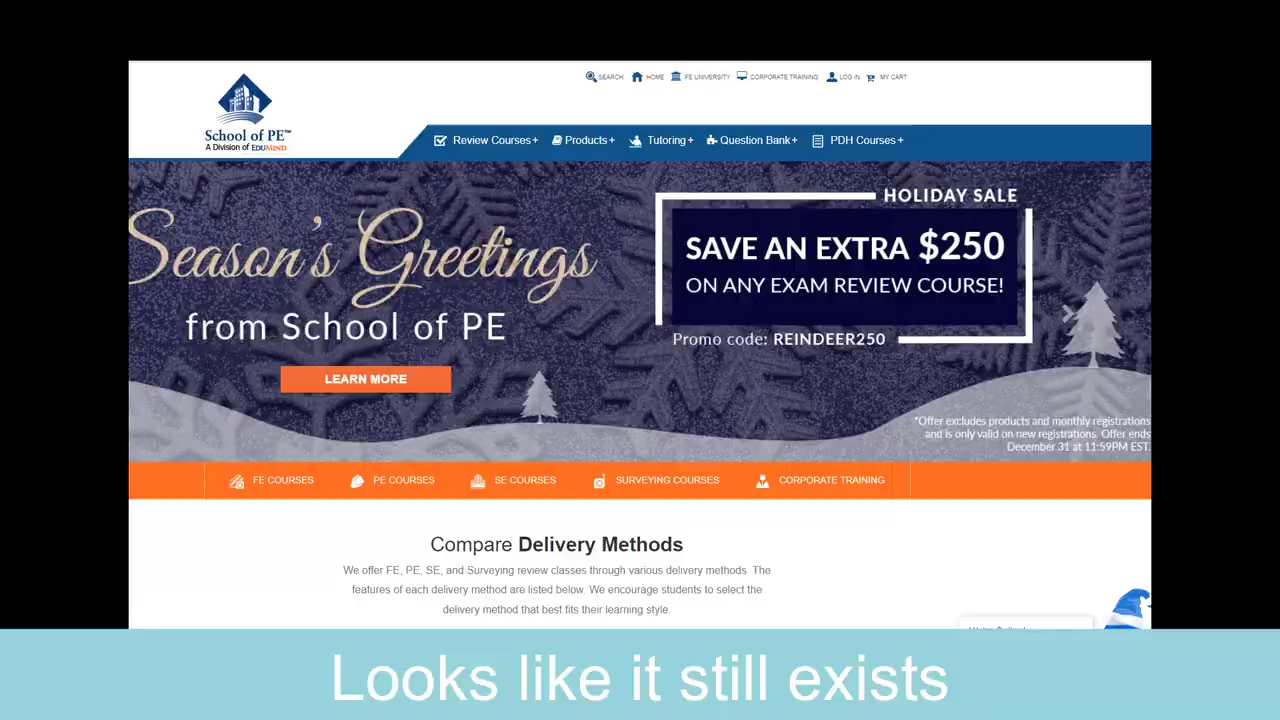 SEARCH HOME FE UNIVERSITY CORPORATE TRAINING LOG IN MY CART
School of PE™
A Division of EDUMIND
Review Courses+ Products+ Tutoring+ Question Bank+ PDH Courses+
Season's Greetings
from School of PE
LEARN MORE
HOLIDAY SALE
SAVE AN EXTRA $250
ON ANY EXAM REVIEW COURSE!
Promo code: REINDEER250
*Offer excludes products and monthly registrations
and is only valid on new registrations. Offer ends
December 31 at 11:59PM EST.
FE COURSES PE COURSES SE COURSES SURVEYING COURSES CORPORATE TRAINING
Compare Delivery Methods
We offer FE, PE, SE, and Surveying review classes through various delivery methods. The
features of each delivery method are listed below. We encourage students to select the
delivery method that best fits their learning style.
Looks like it still exists